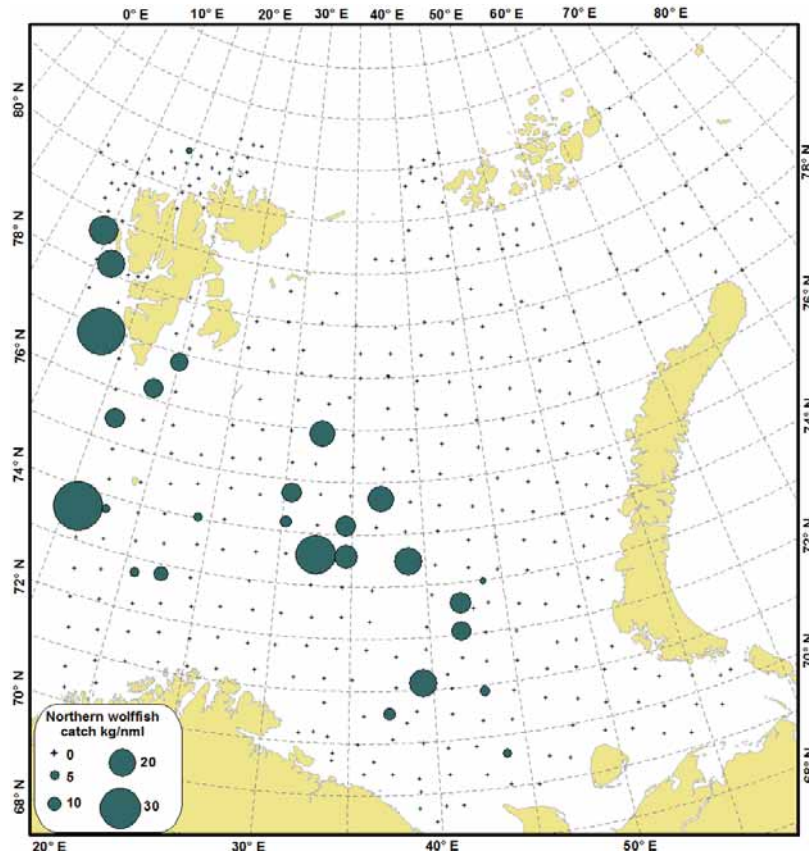 0° E 10° E 20° E 30° E 40° E 50° E 60° E 70° E 80° E
80° N
78° N
76° N
74° N
72° N
70° N
68° N
78° N
76° N
74° N
72° N
70° N
68° N
Northern wolffish
catch kg/nml
0 20
5
10 30
20° E 30° E 40° E 50° E